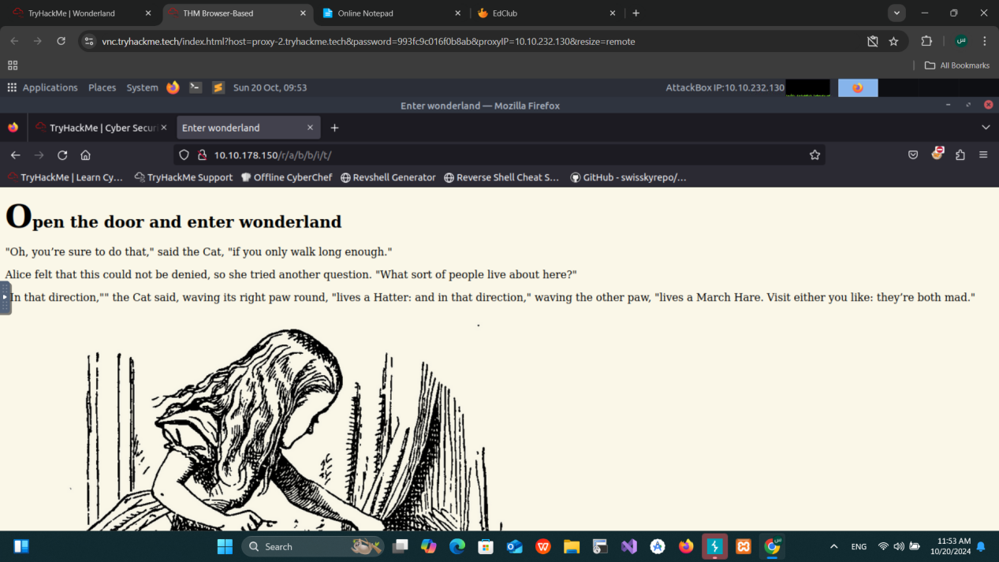 TryHackMe | Wonderland
THM Browser-Based
Online Notepad
EdClub
vnc.tryhackme.tech/index.html?host=proxy-2.tryhackme.tech&password=993fc9c016f0b8ab&proxyIP=10.10.232.130&resize=remote
س
All Bookmarks
Applications Places System Sun 20 Oct, 09:53 AttackBox IP:10.10.232.130
Enter wonderland — Mozilla Firefox
TryHackMe | Cyber Secur
Enter wonderland
10.10.178.150/r/a/b/b/i/t/
TryHackMe | Learn Cy... TryHackMe Support Offline CyberChef Revshell Generator Reverse Shell Cheat S... GitHub - swisskyrepo/...
Open the door and enter wonderland
"Oh, you’re sure to do that," said the Cat, "if you only walk long enough."
Alice felt that this could not be denied, so she tried another question. "What sort of people live about here?"
In that direction,"" the Cat said, waving its right paw round, "lives a Hatter: and in that direction," waving the other paw, "lives a March Hare. Visit either you like: they’re both mad."
Search
ENG
11:53 AM
10/20/2024